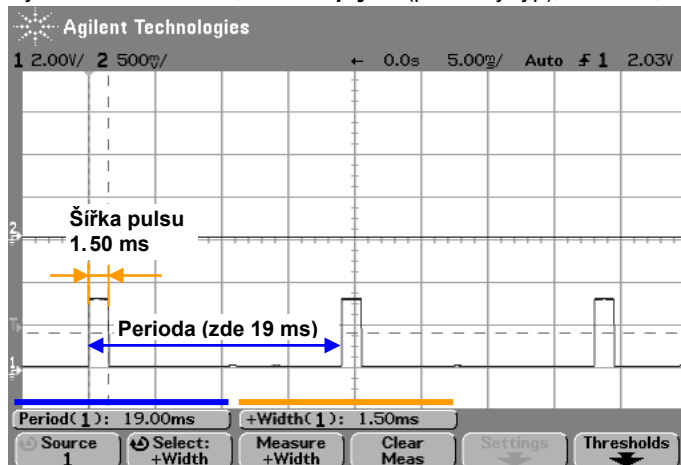 Agilent Technologies
1 2.00V/ 2 500mV/ ← 0.0s 5.00ms/ Auto 1 2.03V
2
Šířka pulsu
1.50 ms
Perioda (zde 19 ms)
T
1
Period(1): 19.00ms +Width(1): 1.50ms
Source Select: Measure Clear Settings Thresholds
1 +Width +Width Meas